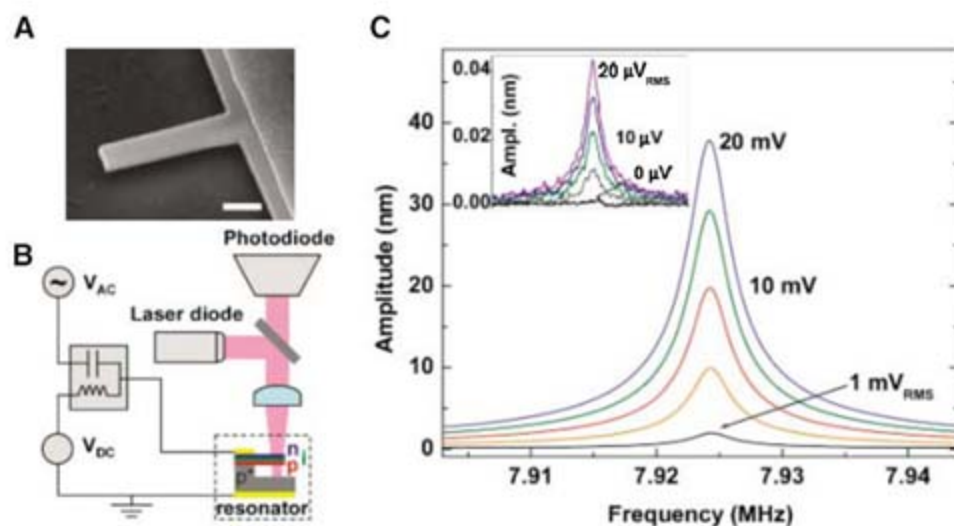 A
B
V_AC
Photodiode
Laser diode
V_DC
n
i
p
p+
resonator
C
Amplitude (nm)
40
30
20
10
0
0.04
0.02
0.00
Ampl. (nm)
20 µV_RMS
10 µV
0 µV
20 mV
10 mV
1 mV_RMS
7.91
7.92
7.93
7.94
Frequency (MHz)